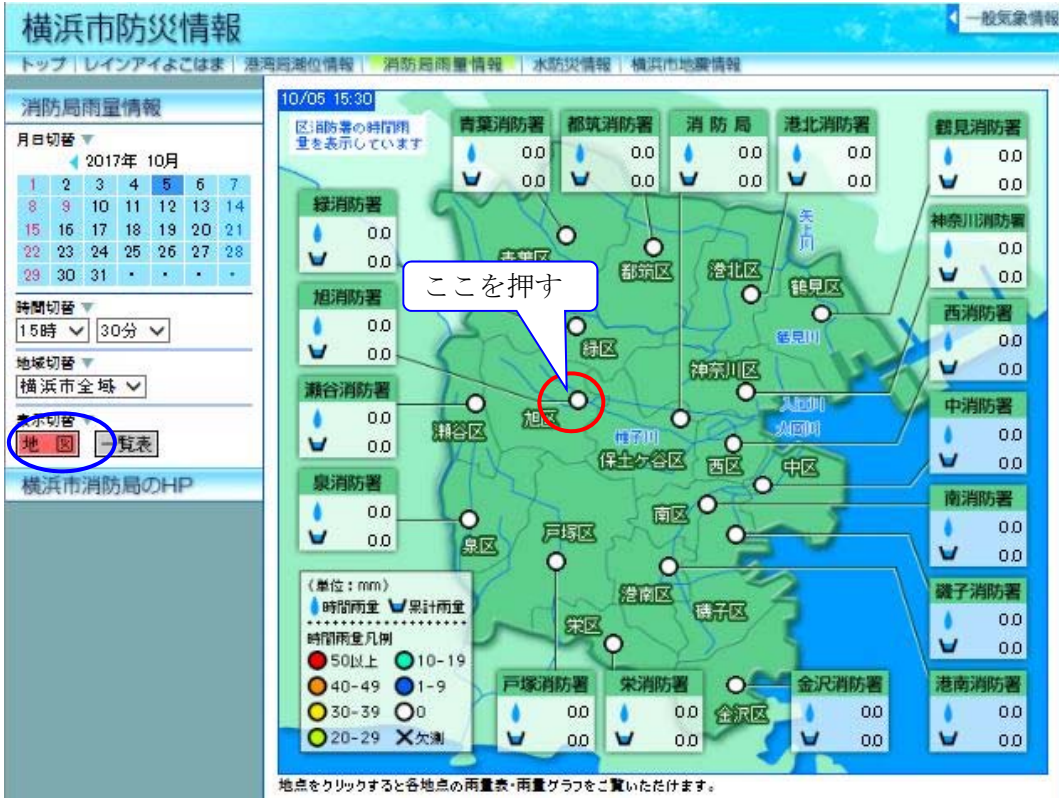 横浜市防災情報
一般気象情報
トップ | レインアイよこはま | 港湾局潮位情報 | 消防局雨量情報 | 水防災情報 | 横浜市地震情報
消防局雨量情報
月日切替 ▼
2017年 10月
1 2 3 4 5 6 7
8 9 10 11 12 13 14
15 16 17 18 19 20 21
22 23 24 25 26 27 28
29 30 31 ・ ・ ・ ・
時間切替 ▼
15時 30分
地域切替 ▼
横浜市全域
表示切替 ▼
地 図 一覧表
横浜市消防局のHP
10/05 15:30
区消防署の時間雨
量を表示しています
青葉消防署
0.0
0.0
都筑消防署
0.0
0.0
消 防 局
0.0
0.0
港北消防署
0.0
0.0
鶴見消防署
0.0
0.0
緑消防署
0.0
0.0
神奈川消防署
0.0
0.0
旭消防署
0.0
0.0
西消防署
0.0
0.0
瀬谷消防署
0.0
0.0
中消防署
0.0
0.0
泉消防署
0.0
0.0
南消防署
0.0
0.0
磯子消防署
0.0
0.0
港南消防署
0.0
0.0
戸塚消防署
0.0
0.0
栄消防署
0.0
0.0
金沢消防署
0.0
0.0
ここを押す
青葉区
都筑区
港北区
鶴見区
矢上川
鶴見川
緑区
神奈川区
入江川
旭区
瀬谷区
帷子川
大岡川
保土ケ谷区
西区
中区
南区
泉区
戸塚区
港南区
磯子区
栄区
金沢区
(単位:mm)
時間雨量 累計雨量
時間雨量凡例
50以上 10-19
40-49 1-9
30-39 0
20-29 欠測
地点をクリックすると各地点の雨量表・雨量グラフをご覧いただけます。